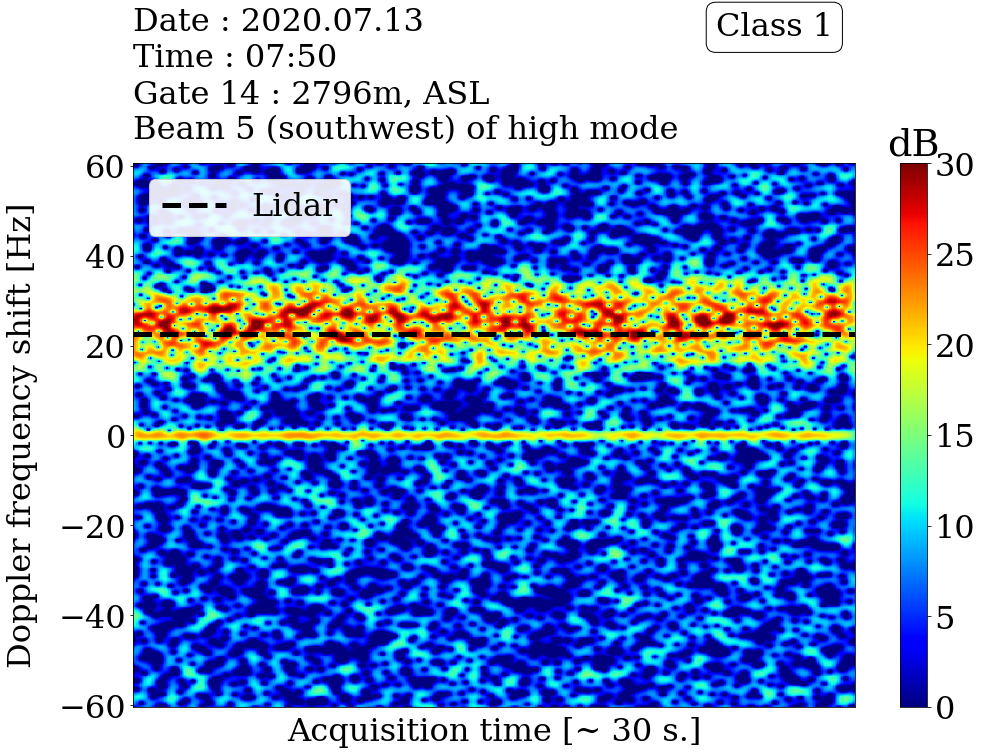 Date : 2020.07.13
Time : 07:50
Gate 14 : 2796m, ASL
Beam 5 (southwest) of high mode
Class 1
dB
Lidar
Doppler frequency shift [Hz]
60
40
20
0
−20
−40
−60
30
25
20
15
10
5
0
Acquisition time [~ 30 s.]